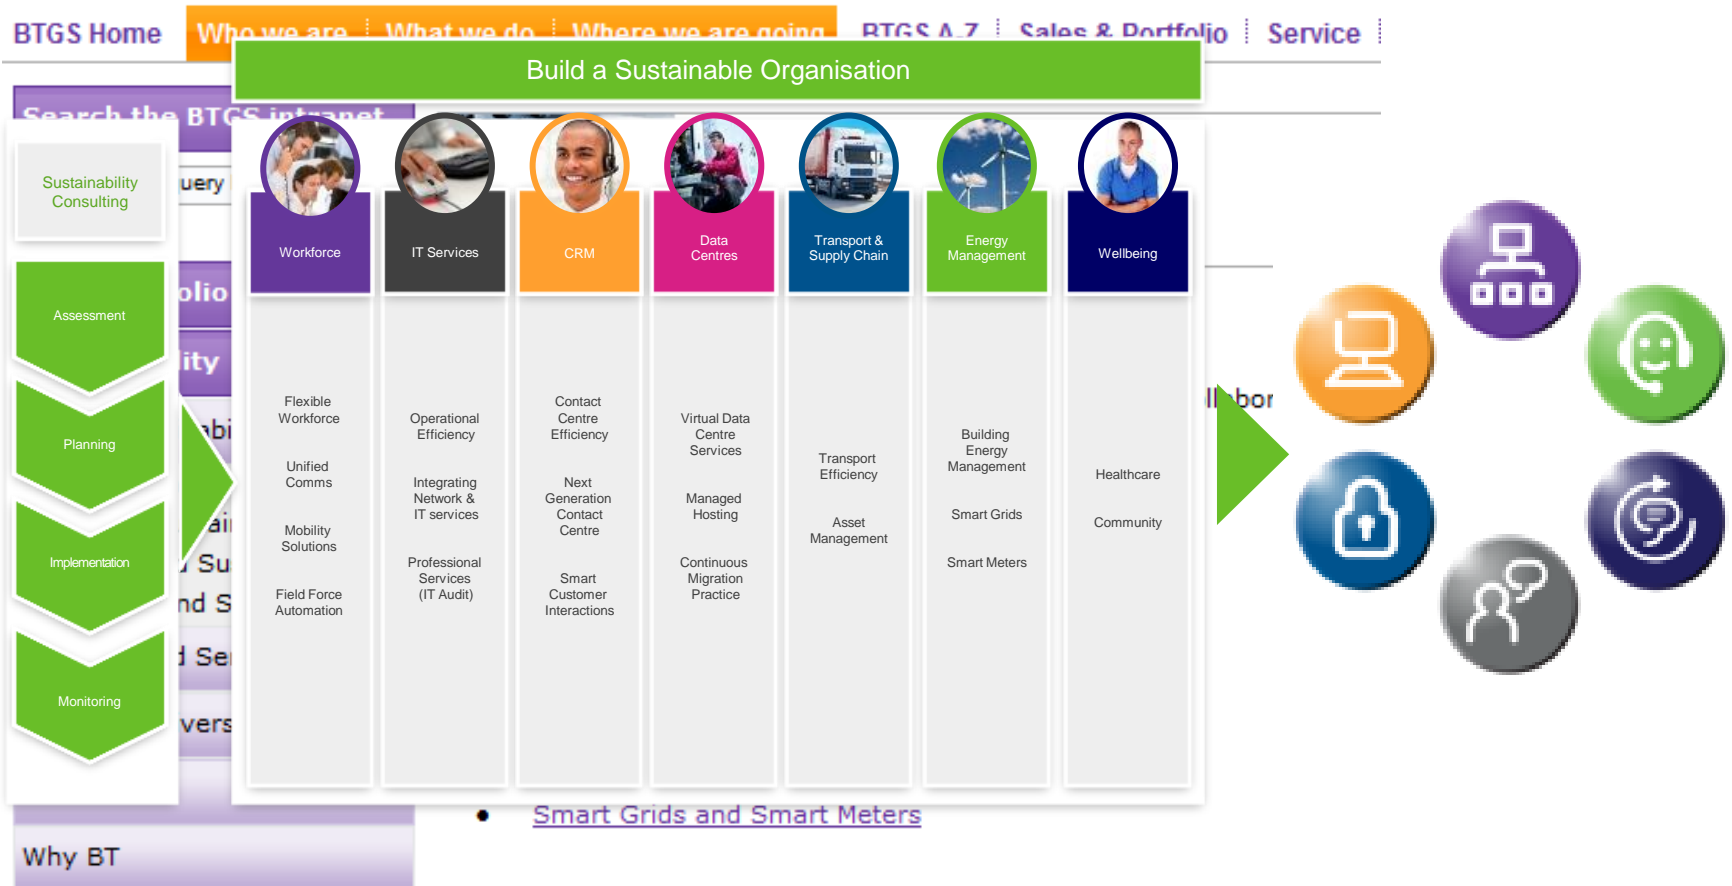 BTGS Home
Who we are
What we do
Where we are going
BTGS A-Z
Sales & Portfolio
Service
Build a Sustainable Organisation
Search the BTGS intranet
Sustainability
Consulting
Assessment
Planning
Implementation
Monitoring
Workforce
Flexible
Workforce
Unified
Comms
Mobility
Solutions
Field Force
Automation
IT Services
Operational
Efficiency
Integrating
Network &
IT services
Professional
Services
(IT Audit)
CRM
Contact
Centre
Efficiency
Next
Generation
Contact
Centre
Smart
Customer
Interactions
Data
Centres
Virtual Data
Centre
Services
Managed
Hosting
Continuous
Migration
Practice
Transport &
Supply Chain
Transport
Efficiency
Asset
Management
Energy
Management
Building
Energy
Management
Smart Grids
Smart Meters
Wellbeing
Healthcare
Community
Smart Grids and Smart Meters
Why BT